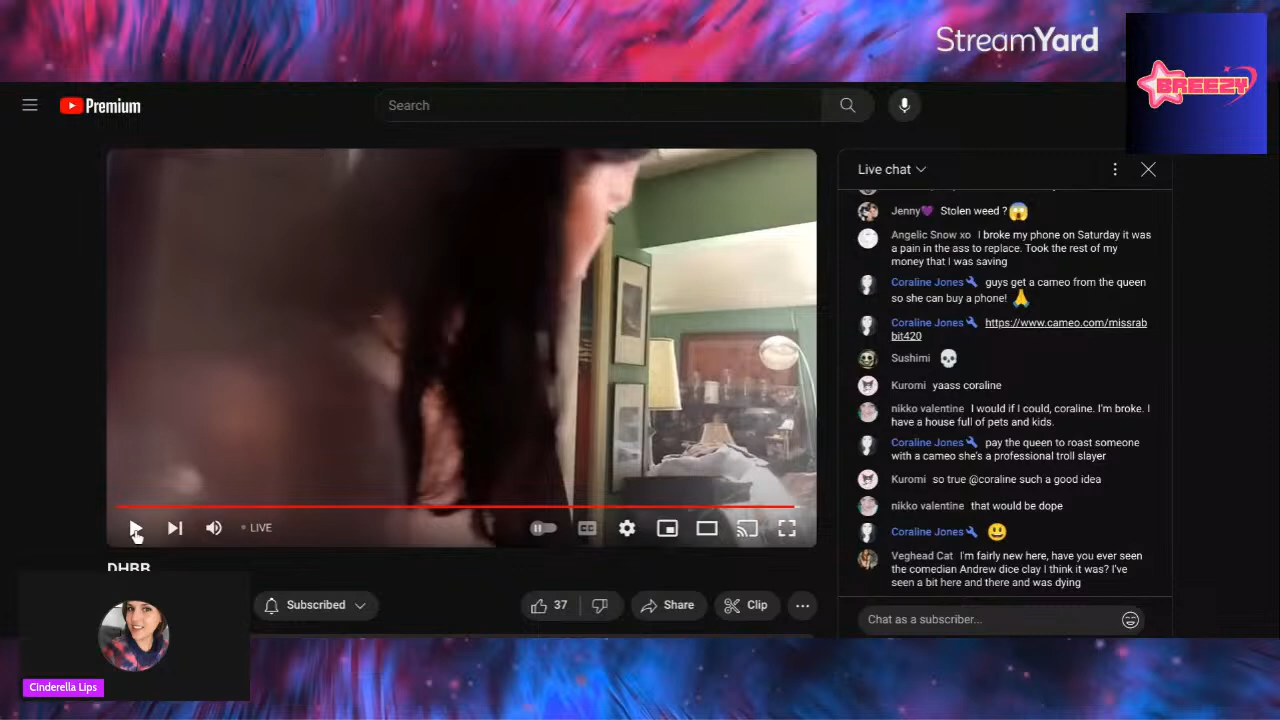 StreamYard
BREEZY
Premium
Search
Live chat
Jenny💜 Stolen weed ?😱
Angelic Snow xo I broke my phone on Saturday it was
a pain in the ass to replace. Took the rest of my
money that I was saving
Coraline Jones guys get a cameo from the queen
so she can buy a phone! 🙏
Coraline Jones https://www.cameo.com/missrab
bit420
Sushimi 💀
Kuromi yaass coraline
nikko valentine I would if I could, coraline. I'm broke. I
have a house full of pets and kids.
Coraline Jones pay the queen to roast someone
with a cameo she's a professional troll slayer
Kuromi so true @coraline such a good idea
nikko valentine that would be dope
Coraline Jones 😃
Veghead Cat I'm fairly new here, have you ever seen
the comedian Andrew dice clay I think it was? I've
seen a bit here and there and was dying
Chat as a subscriber...
LIVE
CC
Subscribed
37
Share
Clip
Cinderella Lips